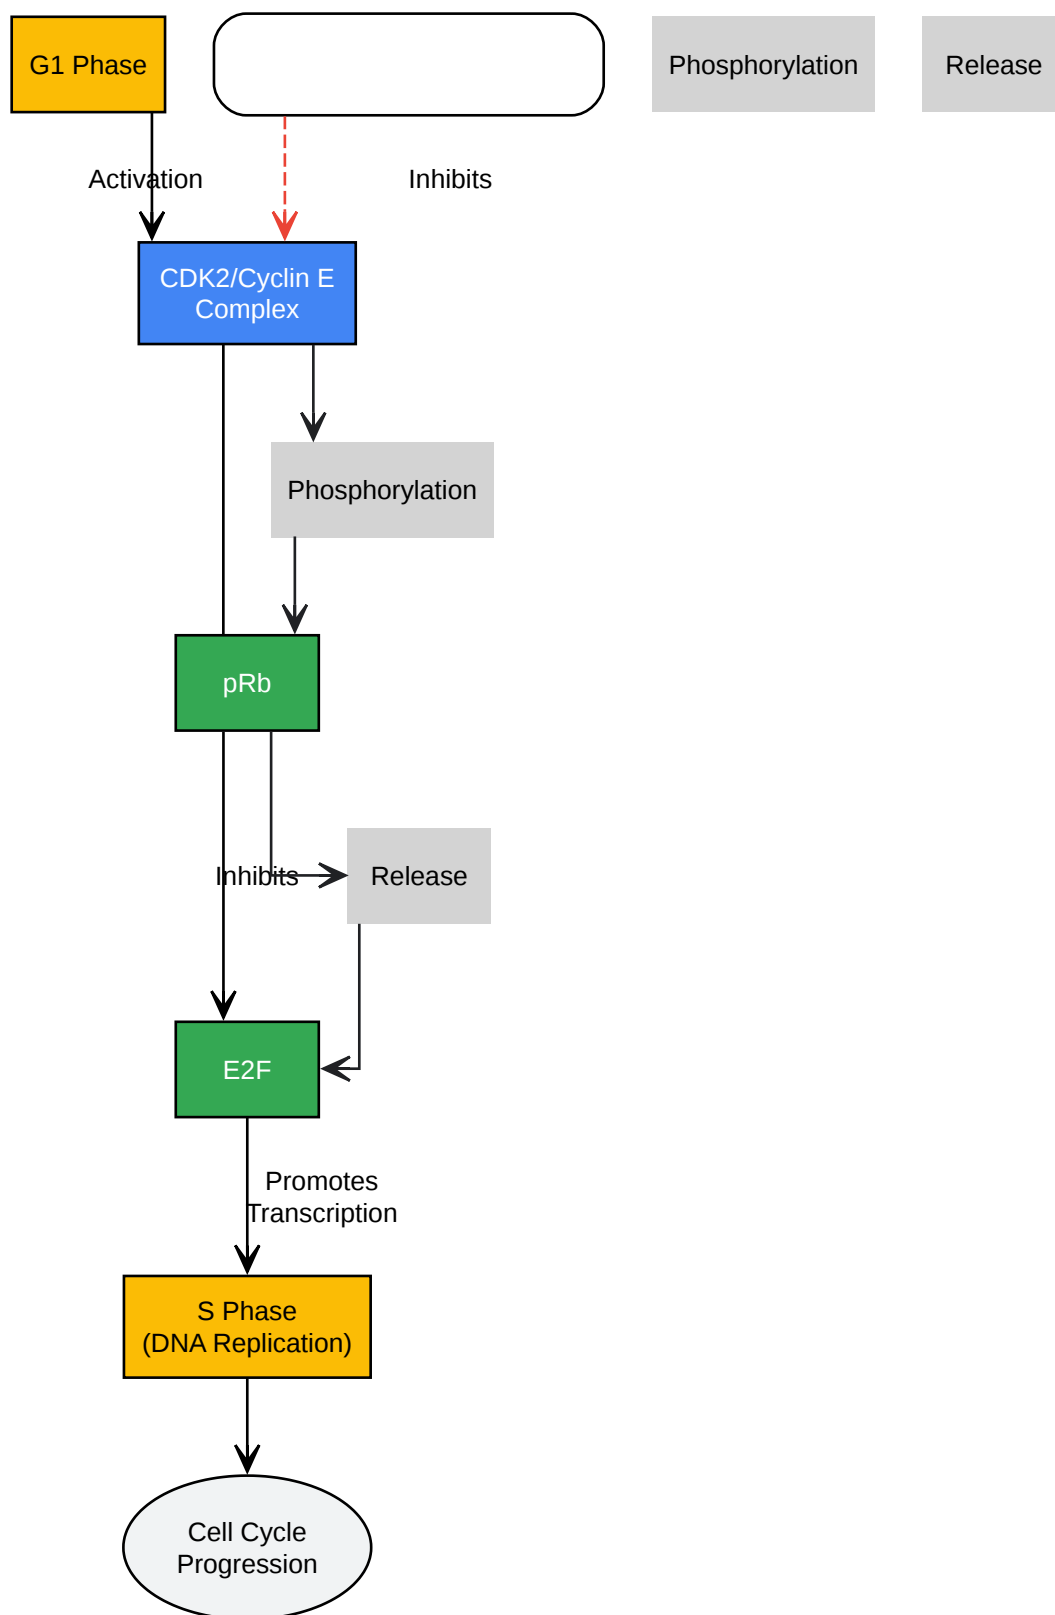 G1 Phase
Phosphorylation
Release
Activation
Inhibits
CDK2/Cyclin E
Complex
Phosphorylation
pRb
Inhibits
Release
E2F
Promotes
Transcription
S Phase
(DNA Replication)
Cell Cycle
Progression